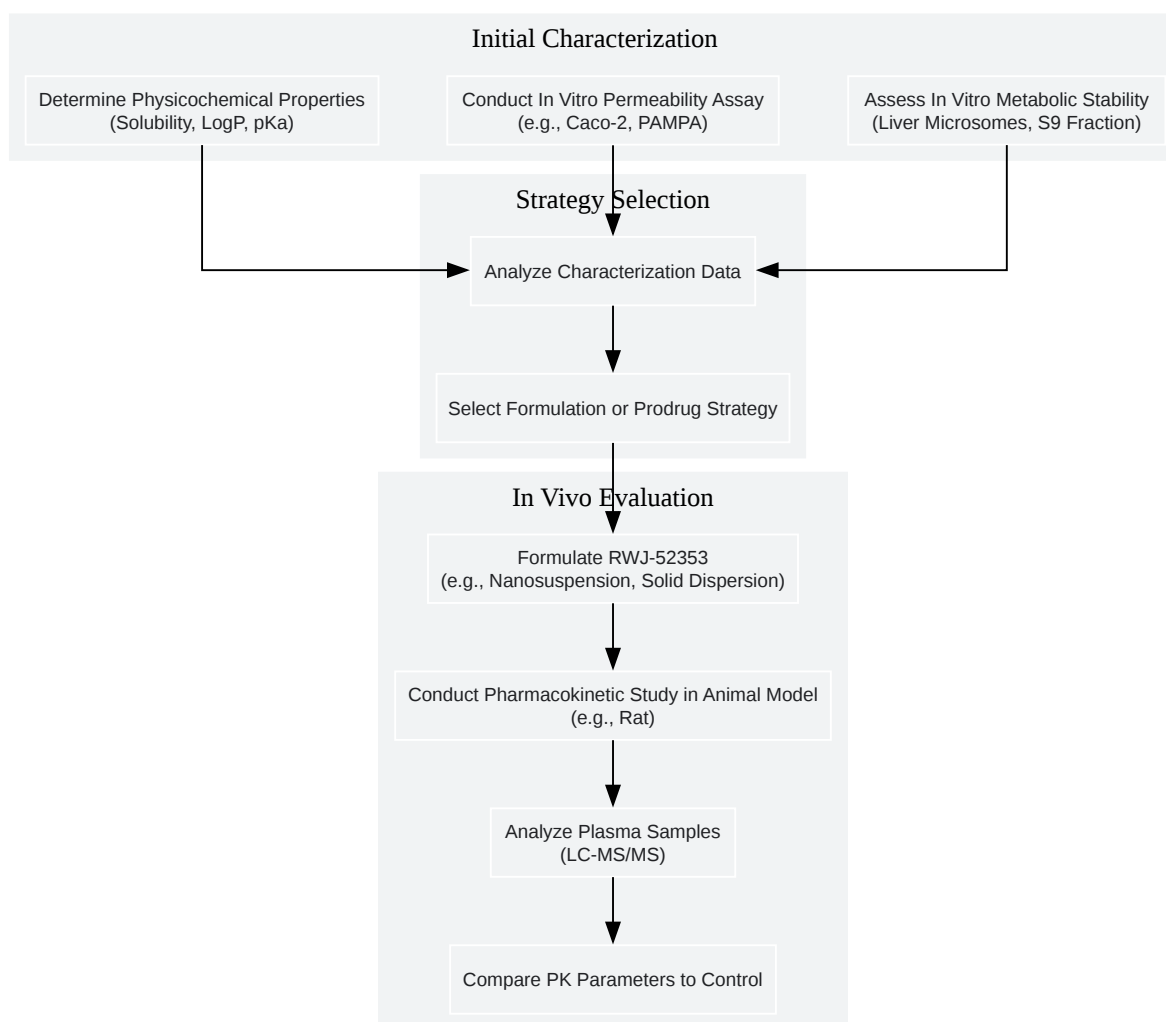 Initial Characterization
Determine Physicochemical Properties
(Solubility, LogP, pKa)
Conduct In Vitro Permeability Assay
(e.g., Caco-2, PAMPA)
Assess In Vitro Metabolic Stability
(Liver Microsomes, S9 Fraction)
Strategy Selection
Analyze Characterization Data
Select Formulation or Prodrug Strategy
In Vivo Evaluation
Formulate RWJ-52353
(e.g., Nanosuspension, Solid Dispersion)
Conduct Pharmacokinetic Study in Animal Model
(e.g., Rat)
Analyze Plasma Samples
(LC-MS/MS)
Compare PK Parameters to Control